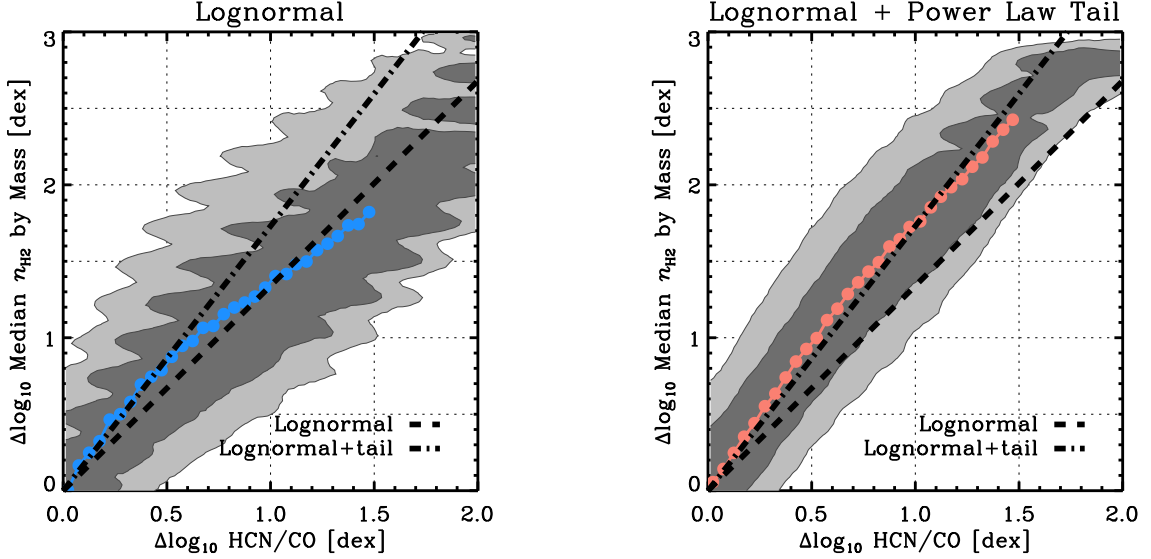 Lognormal
Lognormal + Power Law Tail
Δlog₁₀ Median n_H2 by Mass [dex]
3
2
1
0
Lognormal
Lognormal+tail
0.0 0.5 1.0 1.5 2.0
Δlog₁₀ HCN/CO [dex]
Δlog₁₀ Median n_H2 by Mass [dex]
3
2
1
0
Lognormal
Lognormal+tail
0.0 0.5 1.0 1.5 2.0
Δlog₁₀ HCN/CO [dex]